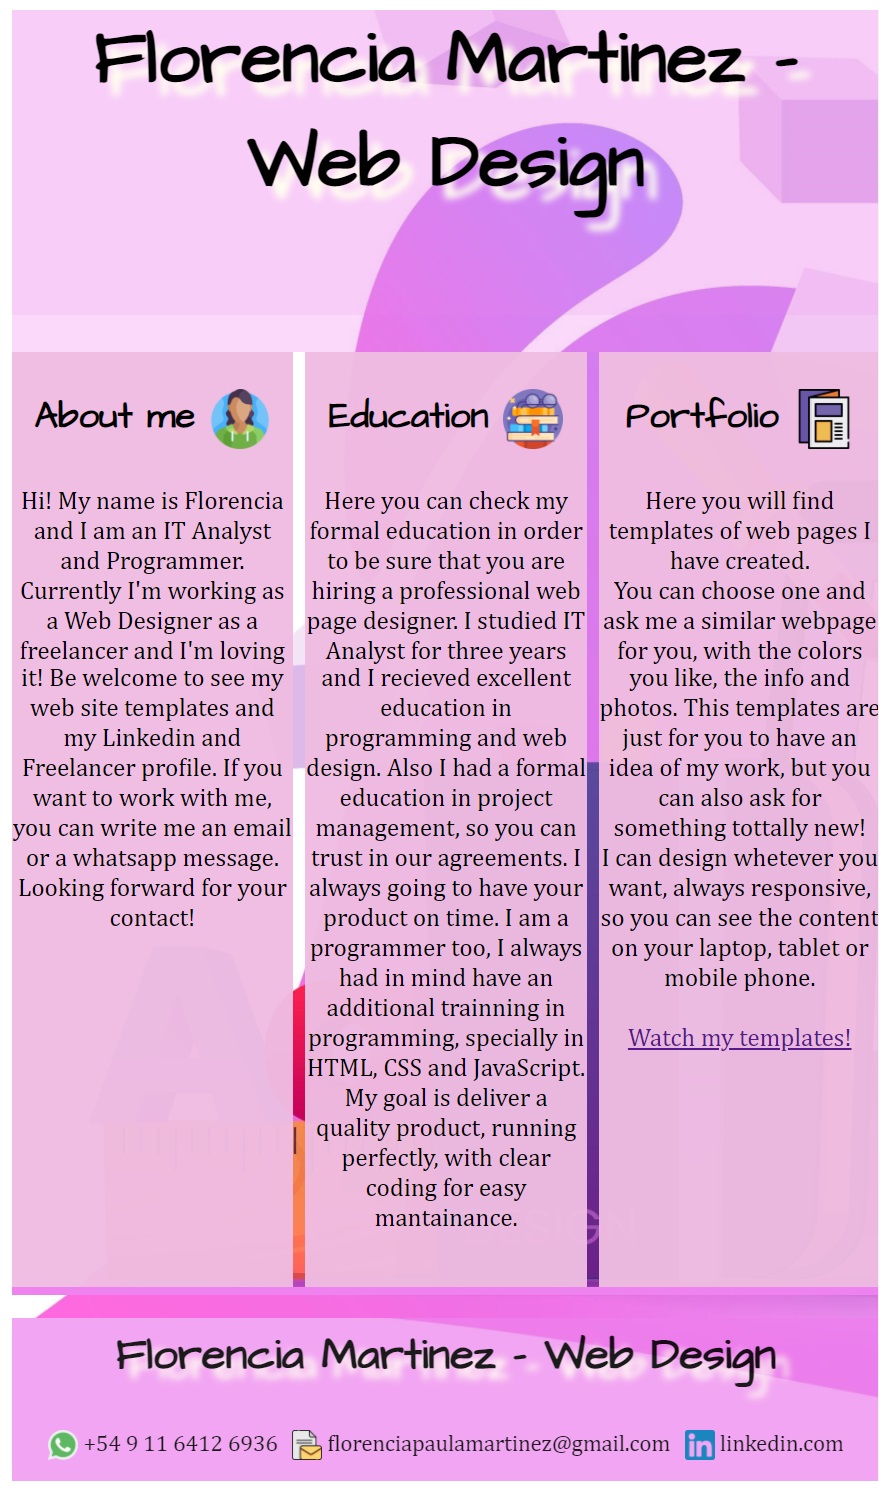 Florencia Martinez -
Web Design
About me
Hi! My name is Florencia
and I am an IT Analyst
and Programmer.
Currently I'm working as
a Web Designer as a
freelancer and I'm loving
it! Be welcome to see my
web site templates and
my Linkedin and
Freelancer profile. If you
want to work with me,
you can write me an email
or a whatsapp message.
Looking forward for your
contact!
Education
Here you can check my
formal education in order
to be sure that you are
hiring a professional web
page designer. I studied IT
Analyst for three years
and I recieved excellent
education in
programming and web
design. Also I had a formal
education in project
management, so you can
trust in our agreements. I
always going to have your
product on time. I am a
programmer too, I always
had in mind have an
additional trainning in
programming, specially in
HTML, CSS and JavaScript.
My goal is deliver a
quality product, running
perfectly, with clear
coding for easy
mantainance.
Portfolio
Here you will find
templates of web pages I
have created.
You can choose one and
ask me a similar webpage
for you, with the colors
you like, the info and
photos. This templates are
just for you to have an
idea of my work, but you
can also ask for
something tottally new!
I can design whetever you
want, always responsive,
so you can see the content
on your laptop, tablet or
mobile phone.
Watch my templates!
Florencia Martinez - Web Design
+54 9 11 6412 6936 florenciapaulamartinez@gmail.com linkedin.com